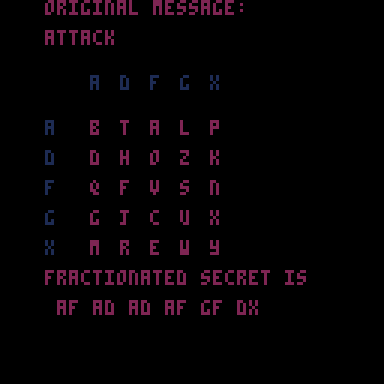 ORIGINAL MESSAGE:
ATTACK
A D F G X
A B T A L P
D D H O Z K
F Q F V S N
G G J C U X
X M R E W Y
FRACTIONATED SECRET IS
AF AD AD AF GF DX